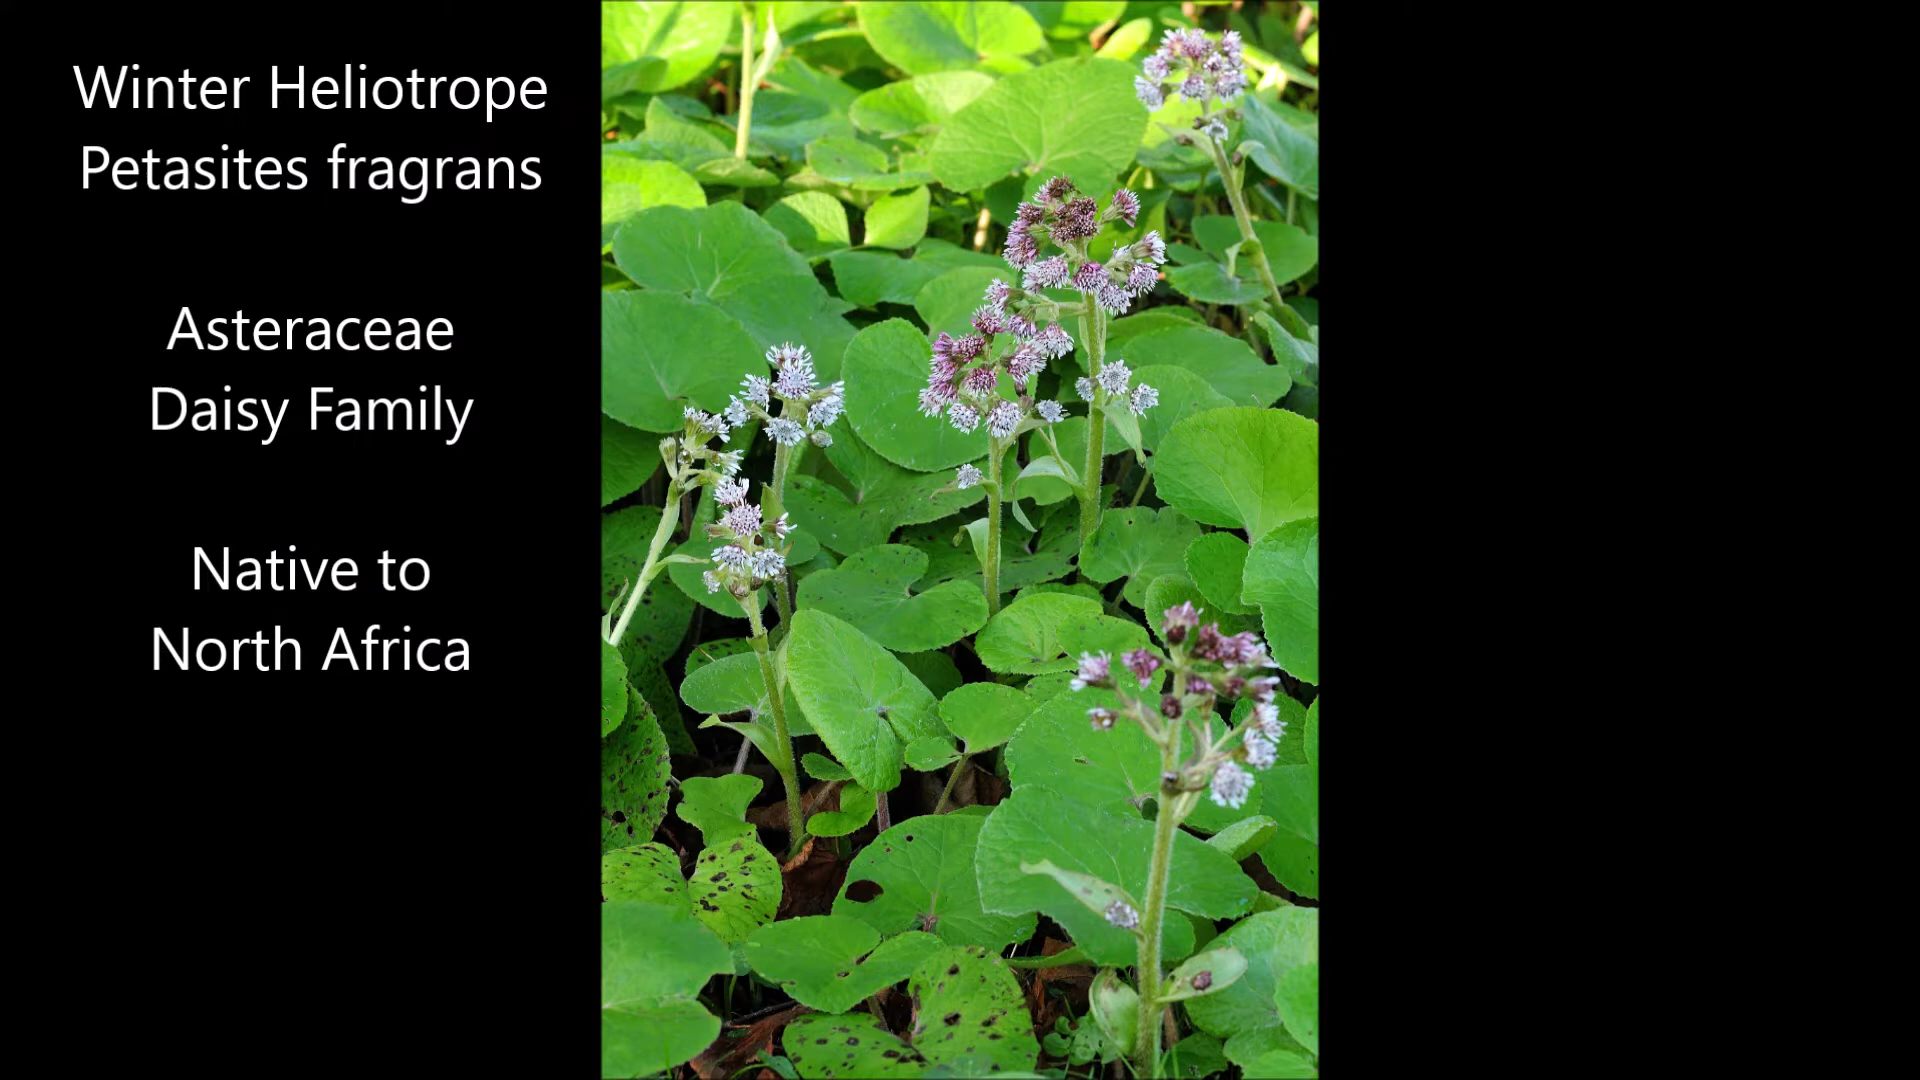 Winter Heliotrope
Petasites fragrans
Asteraceae
Daisy Family
Native to
North Africa